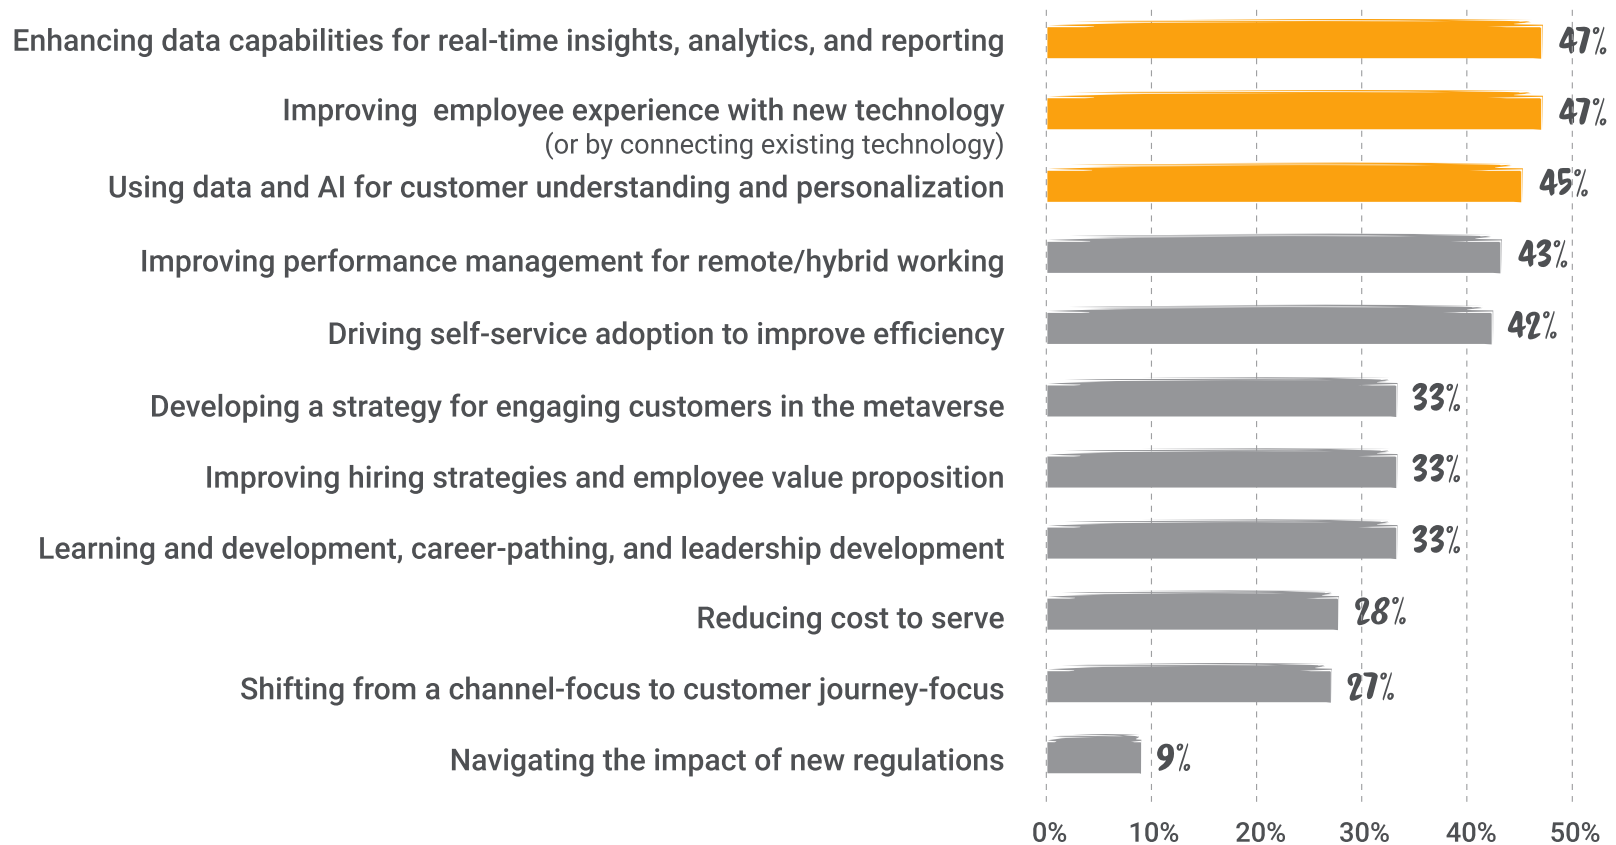 Enhancing data capabilities for real-time insights, analytics, and reporting 47%
Improving employee experience with new technology 47%
(or by connecting existing technology)
Using data and AI for customer understanding and personalization 45%
Improving performance management for remote/hybrid working 43%
Driving self-service adoption to improve efficiency 42%
Developing a strategy for engaging customers in the metaverse 33%
Improving hiring strategies and employee value proposition 33%
Learning and development, career-pathing, and leadership development 33%
Reducing cost to serve 28%
Shifting from a channel-focus to customer journey-focus 27%
Navigating the impact of new regulations 9%
0% 10% 20% 30% 40% 50%